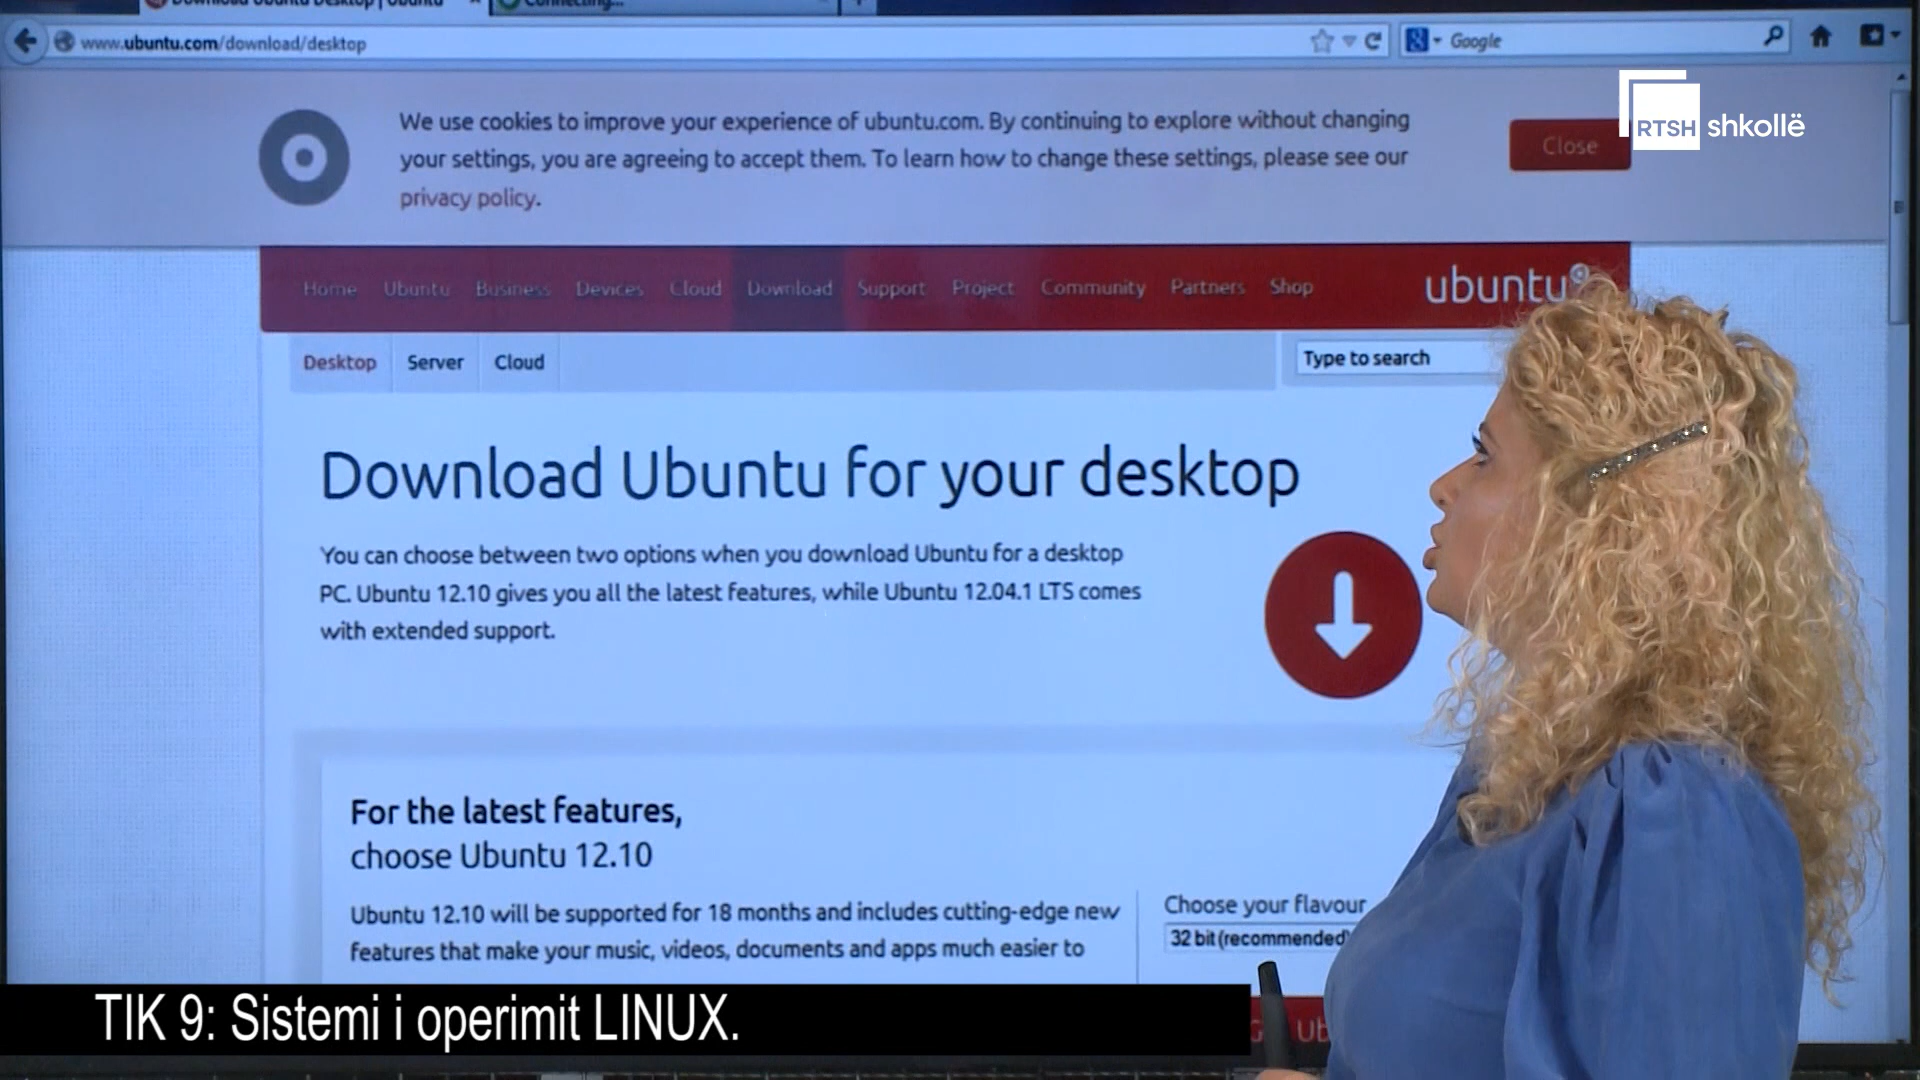 Download Ubuntu Desktop | Ubuntu
Connecting...
www.ubuntu.com/download/desktop
Google
We use cookies to improve your experience of ubuntu.com. By continuing to explore without changing
your settings, you are agreeing to accept them. To learn how to change these settings, please see our
privacy policy.
Close
RTSH shkollë
Home Ubuntu Business Devices Cloud Download Support Project Community Partners Shop
ubuntu
Desktop Server Cloud
Type to search
Download Ubuntu for your desktop
You can choose between two options when you download Ubuntu for a desktop
PC. Ubuntu 12.10 gives you all the latest features, while Ubuntu 12.04.1 LTS comes
with extended support.
For the latest features,
choose Ubuntu 12.10
Ubuntu 12.10 will be supported for 18 months and includes cutting-edge new
features that make your music, videos, documents and apps much easier to
Choose your flavour
32 bit (recommended)
TIK 9: Sistemi i operimit LINUX.